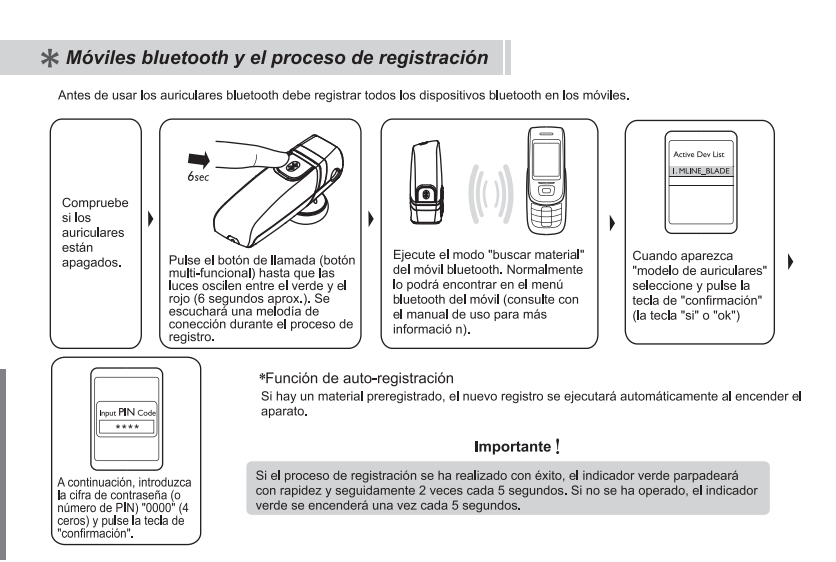 * Móviles bluetooth y el proceso de registración
Antes de usar los auriculares bluetooth debe registrar todos los dispositivos bluetooth en los móviles.
Compruebe
si los
auriculares
están
apagados.
6sec
Pulse el botón de llamada (botón
multi-funcional) hasta que las
luces oscilen entre el verde y el
rojo (6 segundos aprox.). Se
escuchará una melodía de
conección durante el proceso de
registro.
Ejecute el modo "buscar material"
del móvil bluetooth. Normalmente
lo podrá encontrar en el menú
bluetooth del móvil (consulte con
el manual de uso para más
informació n).
Active Dev List
1. MLINE_BLADE
Cuando aparezca
"modelo de auriculares"
seleccione y pulse la
tecla de "confirmación"
(la tecla "si" o "ok")
Input PIN Code
****
A continuación, introduzca
la cifra de contraseña (o
número de PIN) "0000" (4
ceros) y pulse la tecla de
"confirmación".
*Función de auto-registración
Si hay un material preregistrado, el nuevo registro se ejecutará automáticamente al encender el
aparato.
Importante !
Si el proceso de registración se ha realizado con éxito, el indicador verde parpadeará
con rapidez y seguidamente 2 veces cada 5 segundos. Si no se ha operado, el indicador
verde se encenderá una vez cada 5 segundos.